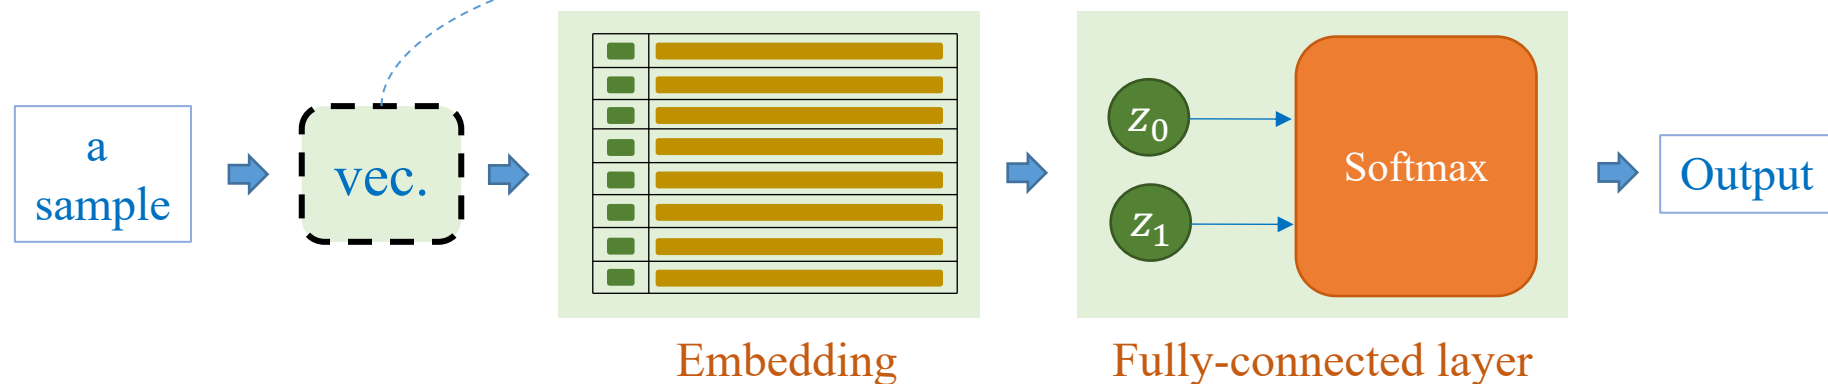 a
sample
vec.
z₀
z₁
Softmax
Output
Embedding
Fully-connected layer